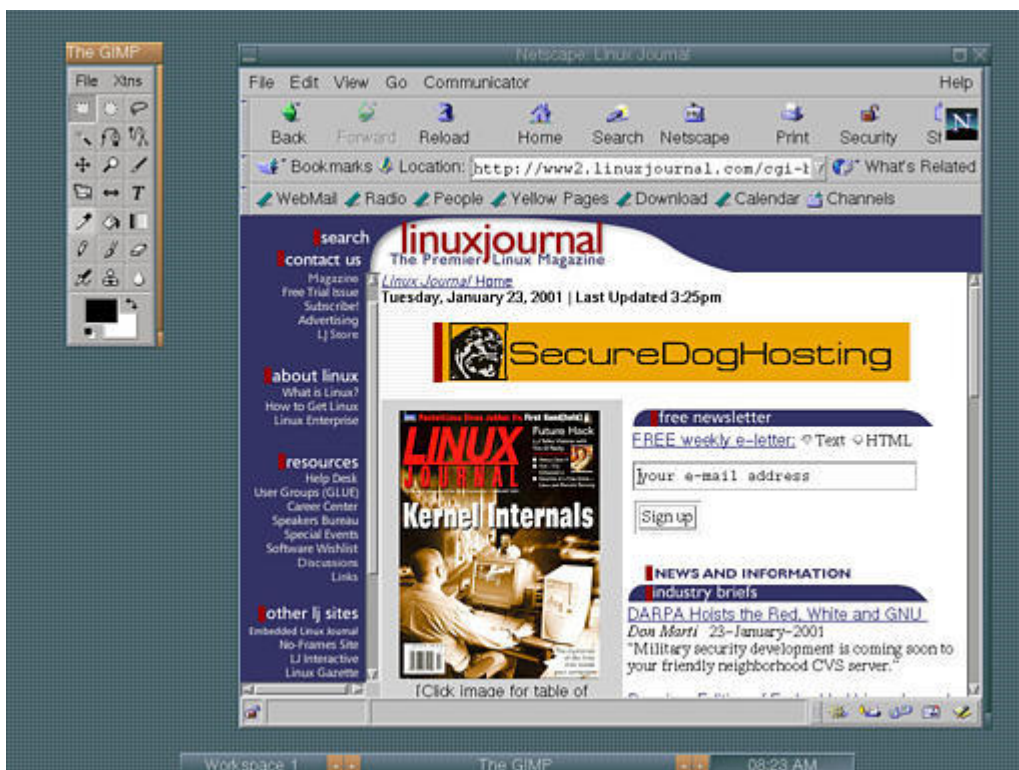 The GIMP
File Xtns
Netscape: Linux Journal
File Edit View Go Communicator Help
Back Forward Reload Home Search Netscape Print Security St
N
Bookmarks Location: http://www2.linuxjournal.com/cgi-b What's Related
WebMail Radio People Yellow Pages Download Calendar Channels
search
contact us
Magazine
Free Trial Issue
Subscribe!
Advertising
LJ Store
about linux
What is Linux?
How to Get Linux
Linux Enterprise
resources
Help Desk
User Groups (GLUE)
Career Center
Speakers Bureau
Special Events
Software Wishlist
Discussions
Links
other lj sites
Embedded Linux Journal
No-Frames Site
LJ Interactive
Linux Gazette
linuxjournal
The Premier Linux Magazine
Linux Journal Home
Tuesday, January 23, 2001 | Last Updated 3:25pm
SecureDogHosting
Future Hack
LINUX
JOURNAL
Kernel Internals
[Click Image for table of
free newsletter
FREE weekly e-letter: Text HTML
your e-mail address
Sign up
NEWS AND INFORMATION
industry briefs
DARPA Hoists the Red, White and GNU
Don Marti 23-January-2001
"Military security development is coming soon to
your friendly neighborhood CVS server."
Workspace 1 The GIMP 08:23 AM